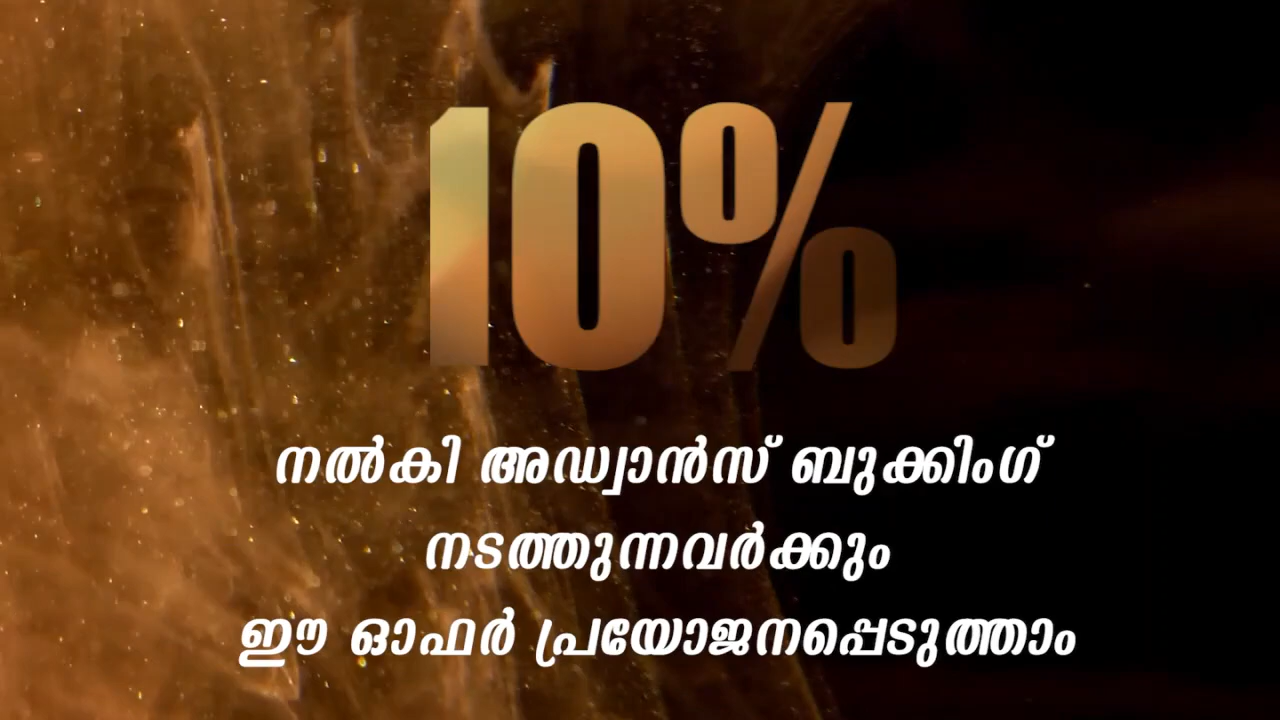 10%
നൽകി അഡ്വാൻസ് ബുക്കിംഗ്
നടത്തുന്നവർക്കും
ഈ ഓഫർ പ്രയോജനപ്പെടുത്താം